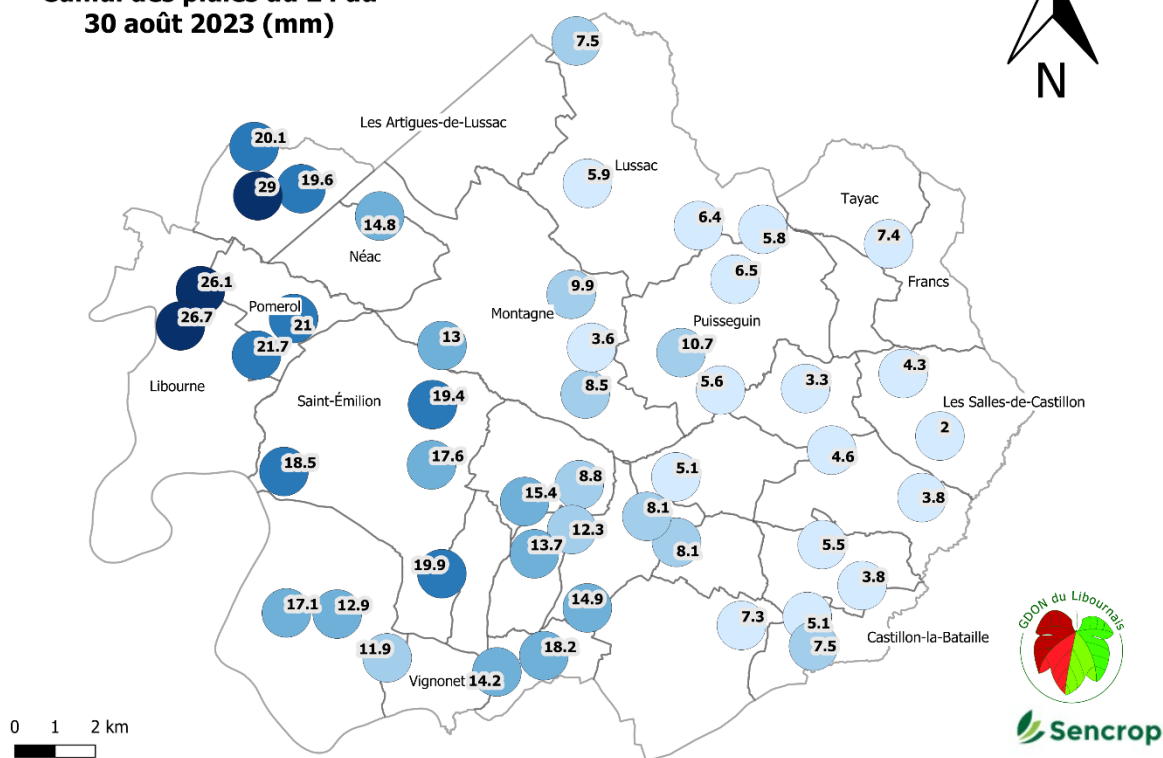 30 août 2023 (mm)
N
7.5
Les Artigues-de-Lussac
20.1
Lussac
29
19.6
5.9
Tayac
14.8
6.4
5.8
7.4
Néac
26.1
6.5
Francs
9.9
Pomerol
21
Montagne
26.7
Puisseguin
13
3.6
10.7
21.7
Libourne
4.3
Saint-Émilion
8.5
5.6
3.3
Les Salles-de-Castillon
19.4
2
18.5
17.6
4.6
8.8
5.1
15.4
3.8
8.1
12.3
13.7
8.1
5.5
19.9
3.8
17.1
12.9
14.9
7.3
5.1
Castillon-la-Bataille
7.5
11.9
18.2
Vignonet
14.2
GDON du Libournais
0 1 2 km
Sencrop